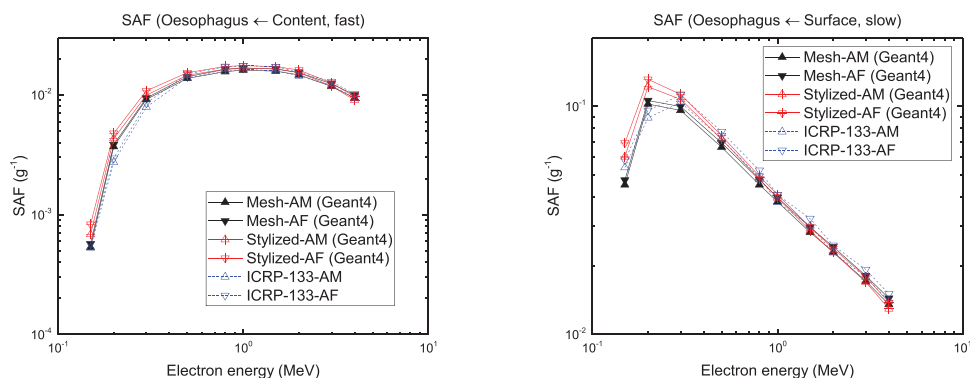 SAF (Oesophagus ← Content, fast)
10⁻²
10⁻³
10⁻⁴
SAF (g⁻¹)
10⁻¹
10⁰
10¹
Electron energy (MeV)
Mesh-AM (Geant4)
Mesh-AF (Geant4)
Stylized-AM (Geant4)
Stylized-AF (Geant4)
ICRP-133-AM
ICRP-133-AF
SAF (Oesophagus ← Surface, slow)
10⁻¹
10⁻²
SAF (g⁻¹)
10⁻¹
10⁰
10¹
Electron energy (MeV)
Mesh-AM (Geant4)
Mesh-AF (Geant4)
Stylized-AM (Geant4)
Stylized-AF (Geant4)
ICRP-133-AM
ICRP-133-AF